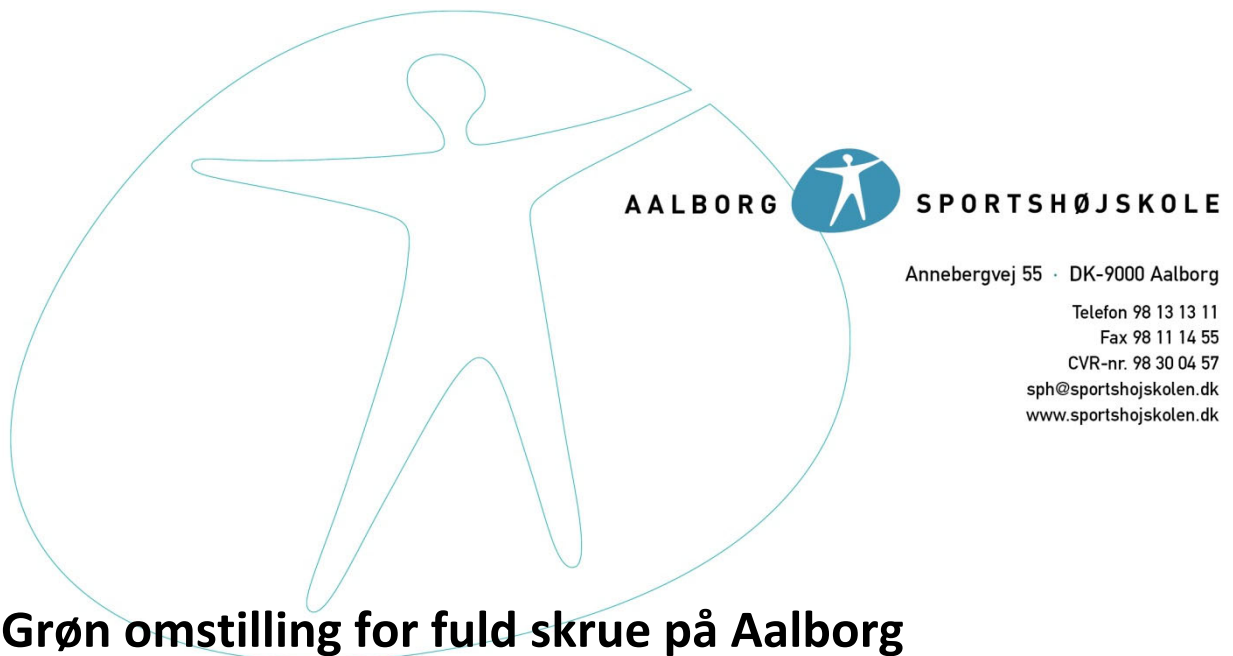 AALBORG SPORTSHØJSKOLE
Annebergvej 55 · DK-9000 Aalborg
Telefon 98 13 13 11
Fax 98 11 14 55
CVR-nr. 98 30 04 57
sph@sportshojskolen.dk
www.sportshojskolen.dk
Grøn omstilling for fuld skrue på Aalborg